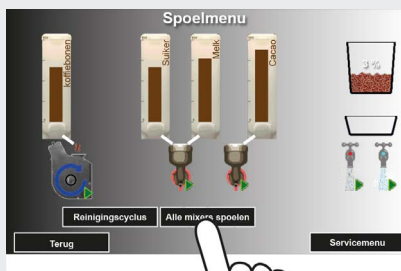 Spoelmenu
koffiebonen
Suiker
Melk
Cacao
3 %
Reinigingscyclus
Alle mixers spoelen
Terug
Servicemenu